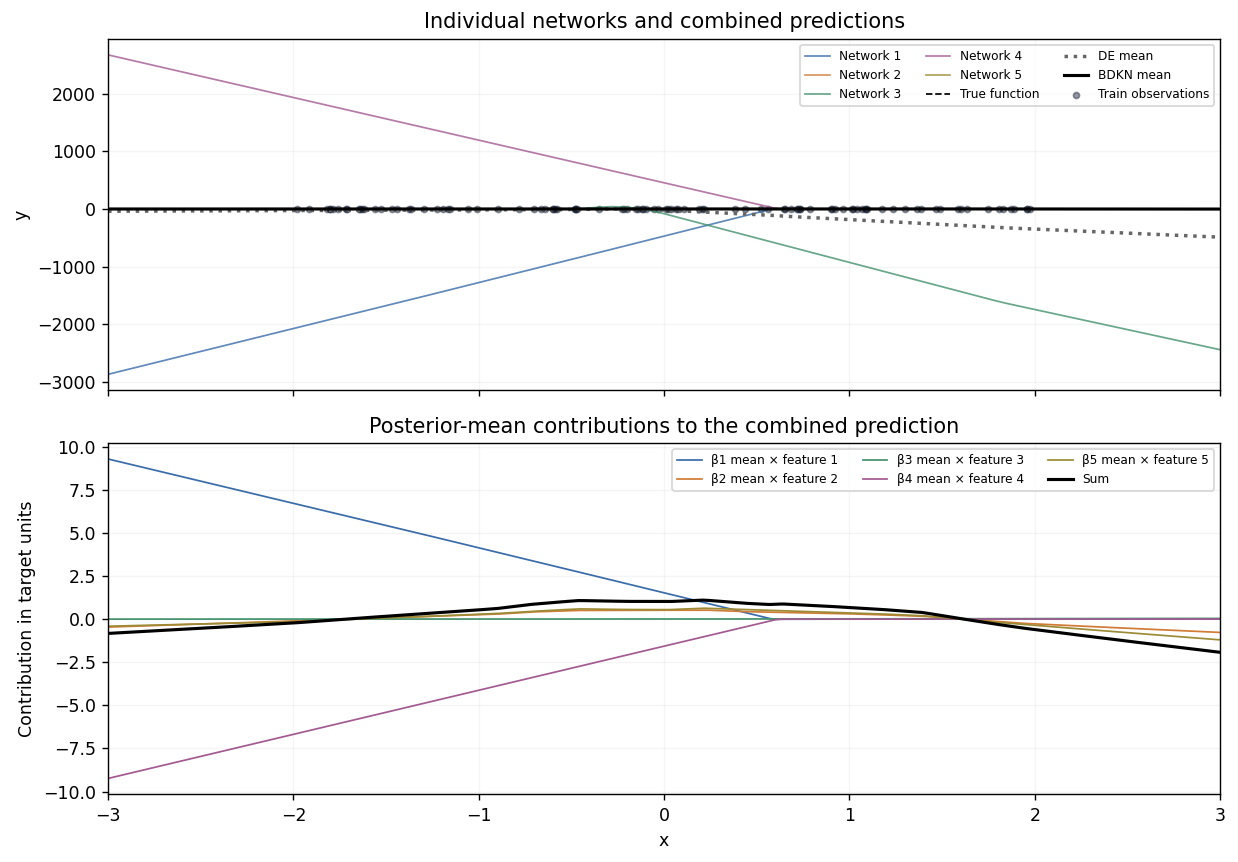 Individual networks and combined predictions
Network 1 Network 4 DE mean
Network 2 Network 5 BDKN mean
Network 3 True function Train observations
2000
1000
0
−1000
−2000
−3000
y
Posterior-mean contributions to the combined prediction
β1 mean × feature 1 β3 mean × feature 3 β5 mean × feature 5
β2 mean × feature 2 β4 mean × feature 4 Sum
10.0
7.5
5.0
2.5
0.0
−2.5
−5.0
−7.5
−10.0
Contribution in target units
−3 −2 −1 0 1 2 3
x